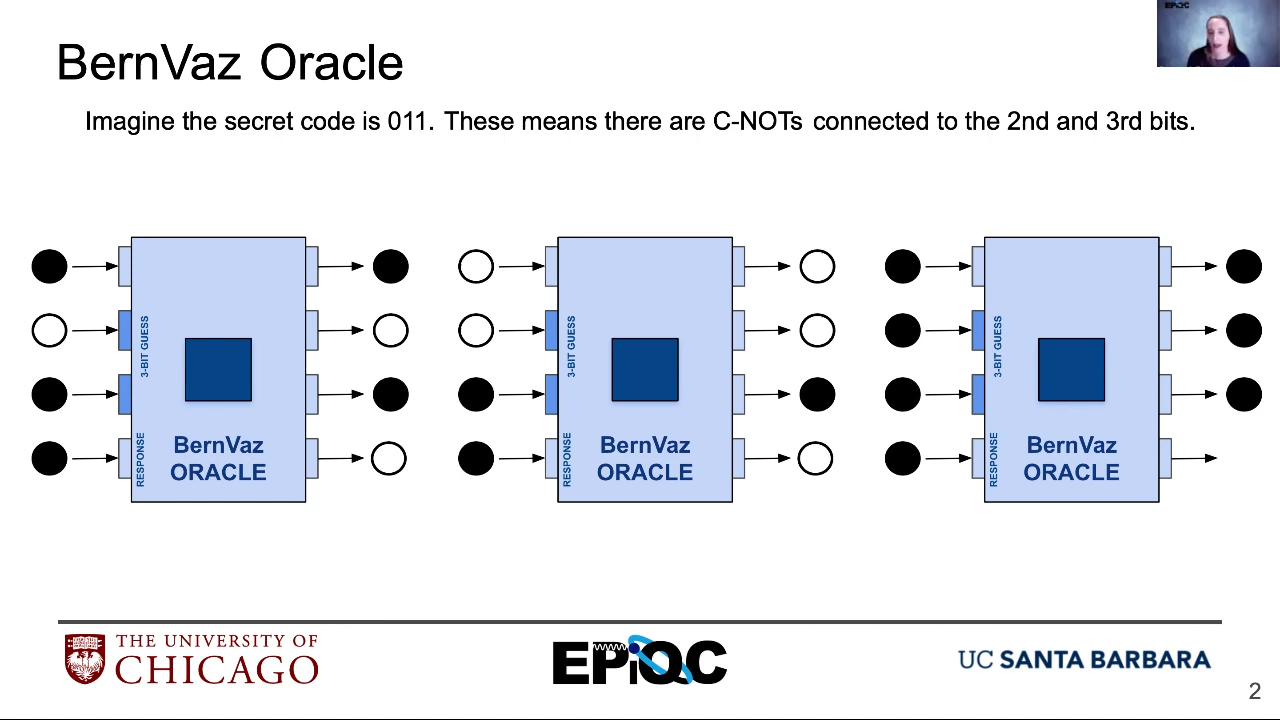 EPiQC
BernVaz Oracle
Imagine the secret code is 011. These means there are C-NOTs connected to the 2nd and 3rd bits.
3-BIT GUESS
RESPONSE
BernVaz
ORACLE
3-BIT GUESS
RESPONSE
BernVaz
ORACLE
3-BIT GUESS
RESPONSE
BernVaz
ORACLE
THE UNIVERSITY OF
CHICAGO
EPiQC
UC SANTA BARBARA
2